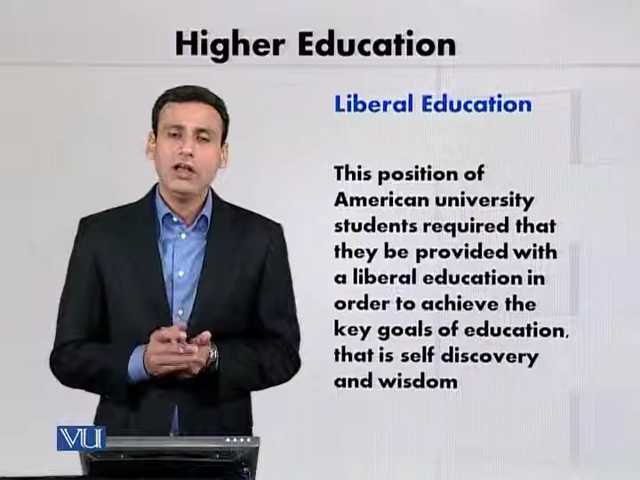 Higher Education
Liberal Education
This position of
American university
students required that
they be provided with
a liberal education in
order to achieve the
key goals of education,
that is self discovery
and wisdom
VU